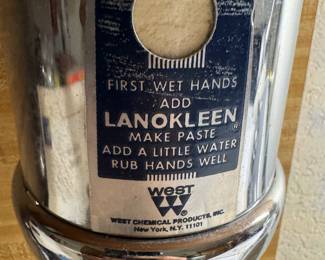 FIRST WET HANDS
ADD
LANOKLEEN®
MAKE PASTE
ADD A LITTLE WATER
RUB HANDS WELL
west
W®
WEST CHEMICAL PRODUCTS, INC.
New York, N.Y. 11101